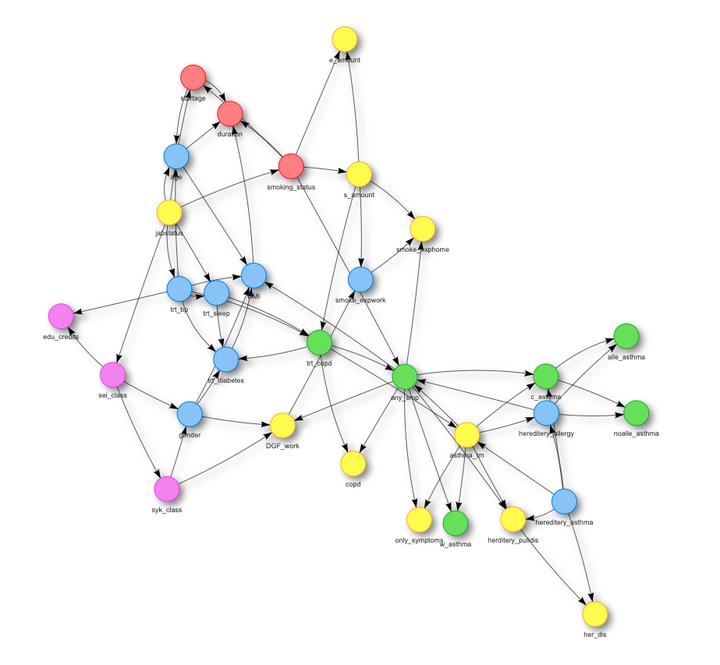 e_amount
startage
duration
age
smoking_status
s_amount
jobstatus
smoke_exphome
BMI
trt_bp
trt_sleep
smoke_expwork
edu_credits
trt_copd
trt_diabetes
alle_asthma
sei_class
any_smp
c_asthma
gender
DGF_work
hereditery_allergy
noalle_asthma
asthma_tm
copd
syk_class
only_symptoms
w_asthma
herditery_pulldis
hereditery_asthma
her_dis